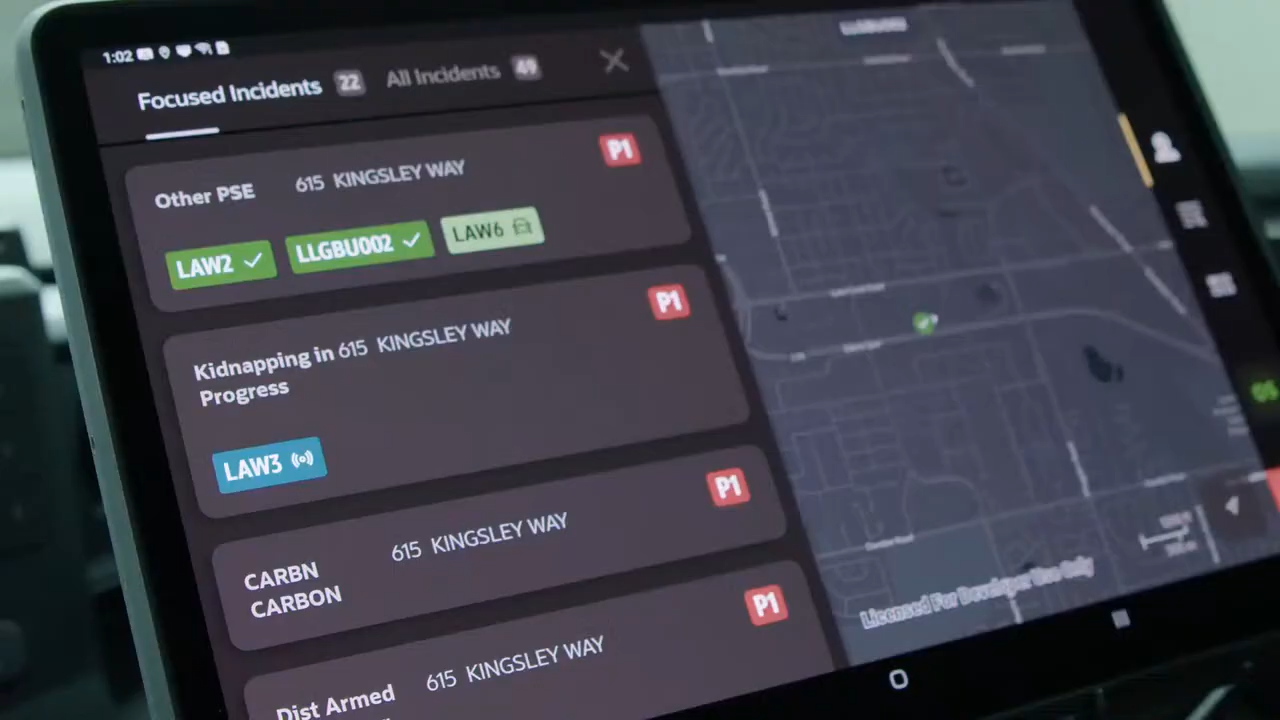 1:02
Focused Incidents 22 All Incidents 49
Other PSE 615 KINGSLEY WAY P1
LAW2 LLGBU002 LAW6
Kidnapping in 615 KINGSLEY WAY P1
Progress
LAW3
CARBN 615 KINGSLEY WAY P1
CARBON
Dist Armed 615 KINGSLEY WAY P1
LLGBU002
Licensed For Developer Use Only